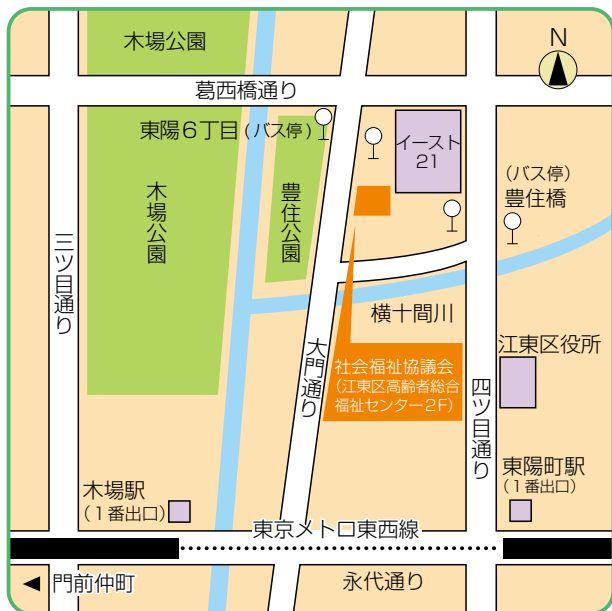 木場公園
N
葛西橋通り
東陽6丁目(バス停)
イースト
21
(バス停)
豊住橋
木場公園
豊住公園
三ツ目通り
横十間川
大門通り
社会福祉協議会
(江東区高齢者総合
福祉センター2F)
江東区役所
四ツ目通り
東陽町駅
(1番出口)
木場駅
(1番出口)
東京メトロ東西線
門前仲町
永代通り